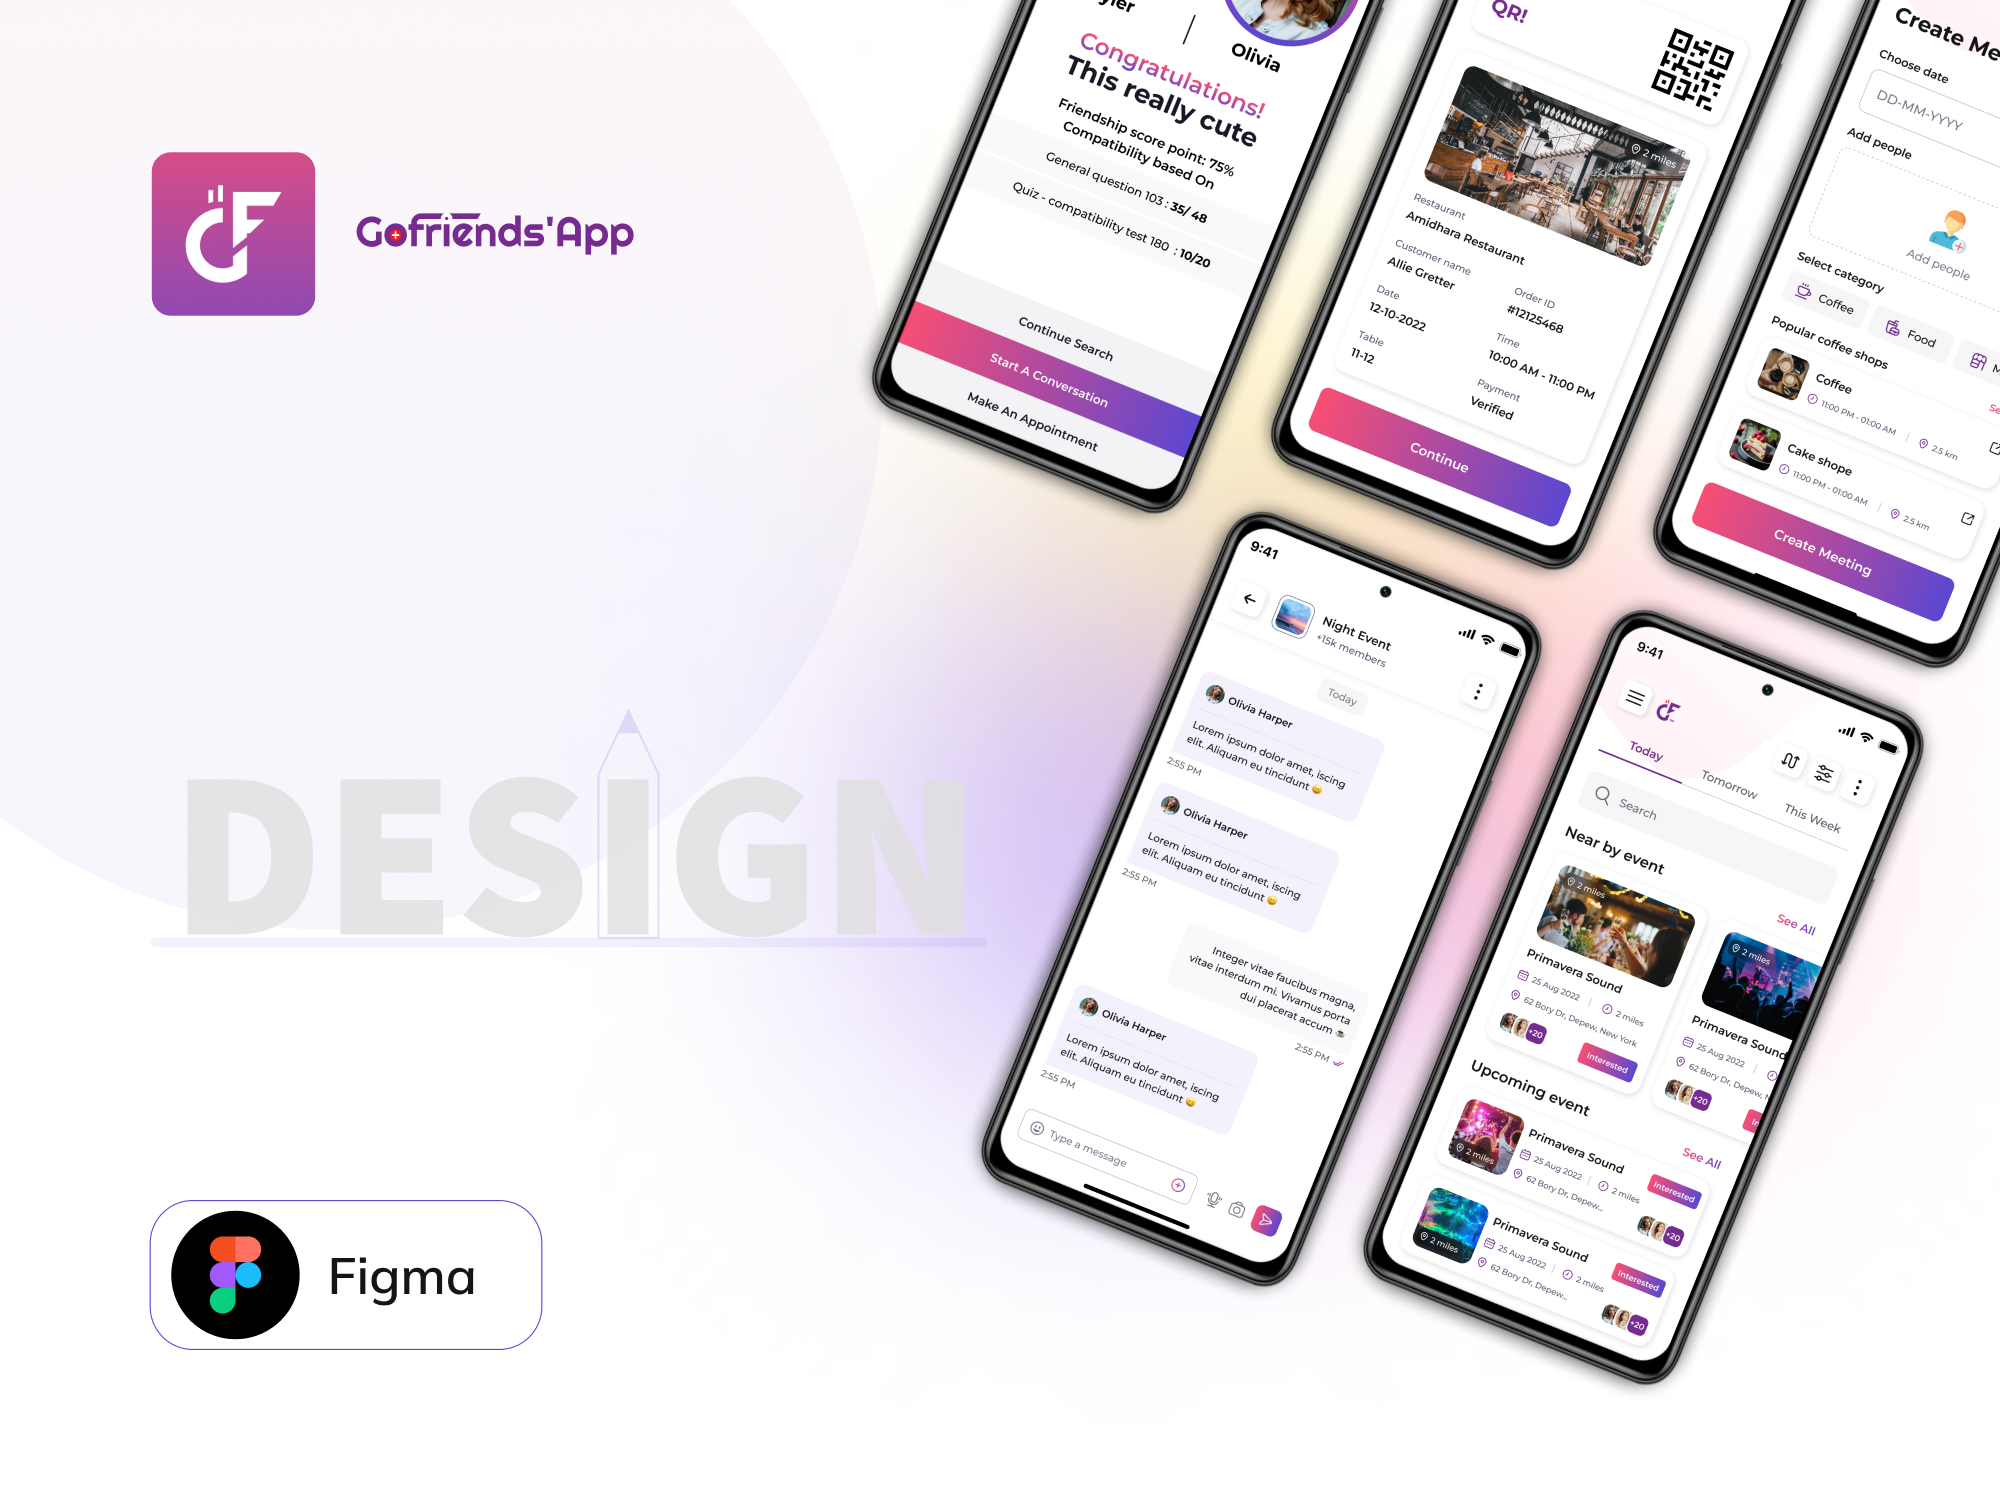 Gofriends'App
DESIGN
Figma
Olivia
Congratulations!
This really cute
Friendship score point: 75%
Compatibility based On
General question 103 : 35/ 48
Quiz - compatibility test 180 : 10/20
Continue Search
Start A Conversation
Make An Appointment
QR!
2 miles
Restaurant
Amidhara Restaurant
Customer name
Allie Gretter
Order ID
#12125468
Date
12-10-2022
Time
10:00 AM - 11:00 PM
Table
11-12
Payment
Verified
Continue
Create Me
Choose date
DD-MM-YYYY
Add people
Add people
Select category
Coffee
Food
M
Popular coffee shops
Se
Coffee
11:00 PM - 01:00 AM
2.5 km
Cake shope
11:00 PM - 01:00 AM
2.5 km
Create Meeting
9:41
Night Event
+15k members
Today
Olivia Harper
Lorem ipsum dolor amet, iscing
elit. Aliquam eu tincidunt 😄
2:55 PM
Olivia Harper
Lorem ipsum dolor amet, iscing
elit. Aliquam eu tincidunt 😄
2:55 PM
Integer vitae faucibus magna,
vitae interdum mi. Vivamus porta
dui placerat accum ☕
2:55 PM
Olivia Harper
Lorem ipsum dolor amet, iscing
elit. Aliquam eu tincidunt 😄
2:55 PM
Type a message
9:41
GF
Today
Tomorrow
This Week
Search
Near by event
See All
2 miles
Primavera Sound
25 Aug 2022
2 miles
62 Bory Dr, Depew, New York
+20
Interested
2 miles
Primavera Sound
25 Aug 2022
62 Bory Dr, Depew, N
+20
In
Upcoming event
See All
2 miles
Primavera Sound
25 Aug 2022
2 miles
62 Bory Dr, Depew...
Interested
+20
2 miles
Primavera Sound
25 Aug 2022
2 miles
62 Bory Dr, Depew...
Interested
+20